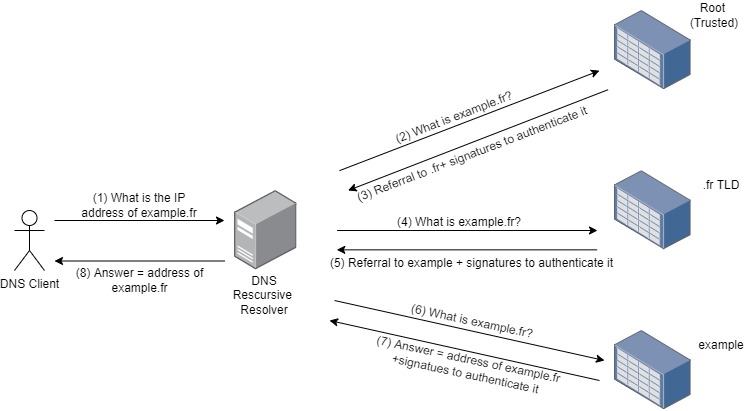 Root
(Trusted)
(2) What is example.fr?
(3) Referral to .fr+ signatures to authenticate it
(1) What is the IP
address of example.fr
.fr TLD
(4) What is example.fr?
(5) Referral to example + signatures to authenticate it
DNS Client
(8) Answer = address of
example.fr
DNS
Rescursive
Resolver
(6) What is example.fr?
(7) Answer = address of example.fr
+signatues to authenticate it
example